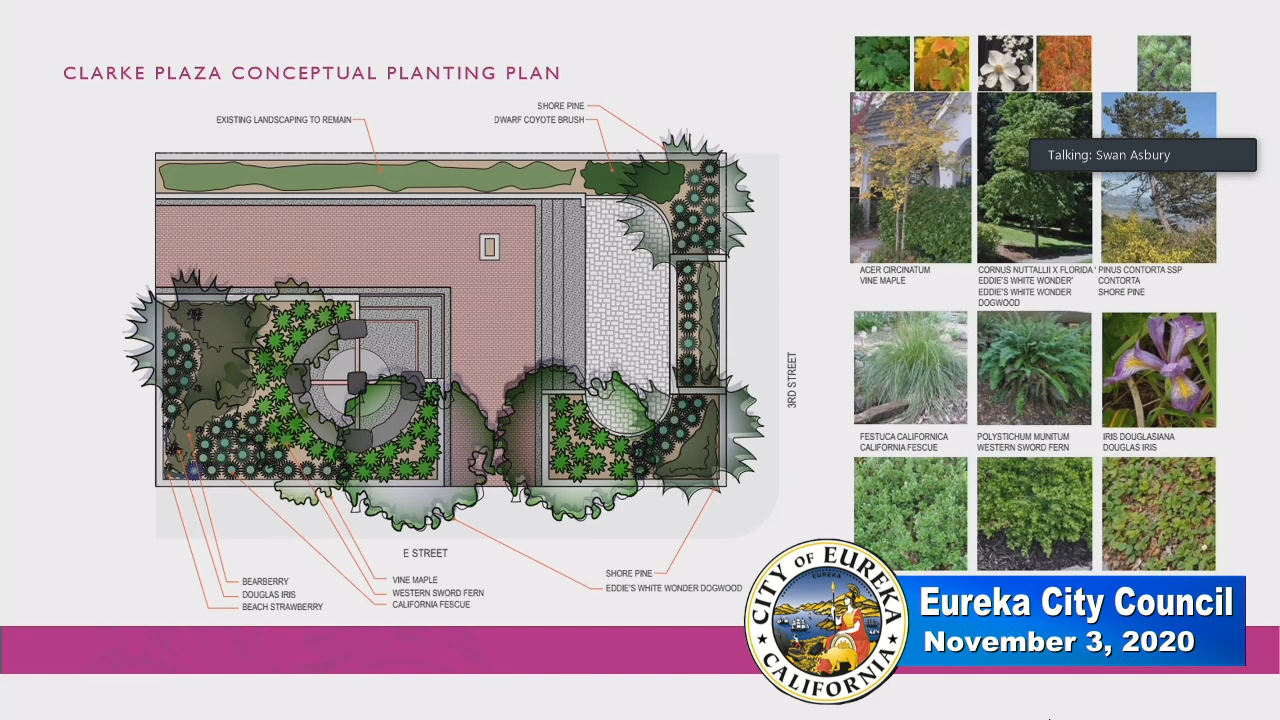 CLARKE PLAZA CONCEPTUAL PLANTING PLAN
SHORE PINE
EXISTING LANDSCAPING TO REMAIN
DWARF COYOTE BRUSH
Talking: Swan Asbury
ACER CIRCINATUM
VINE MAPLE
CORNUS NUTTALLII X FLORIDA '
EDDIE'S WHITE WONDER'
EDDIE'S WHITE WONDER
DOGWOOD
PINUS CONTORTA SSP
CONTORTA
SHORE PINE
3RD STREET
FESTUCA CALIFORNICA
CALIFORNIA FESCUE
POLYSTICHUM MUNITUM
WESTERN SWORD FERN
IRIS DOUGLASIANA
DOUGLAS IRIS
E STREET
BEARBERRY
DOUGLAS IRIS
BEACH STRAWBERRY
VINE MAPLE
WESTERN SWORD FERN
CALIFORNIA FESCUE
SHORE PINE
EDDIE'S WHITE WONDER DOGWOOD
CITY OF EUREKA
EUREKA
CALIFORNIA
Eureka City Council
November 3, 2020